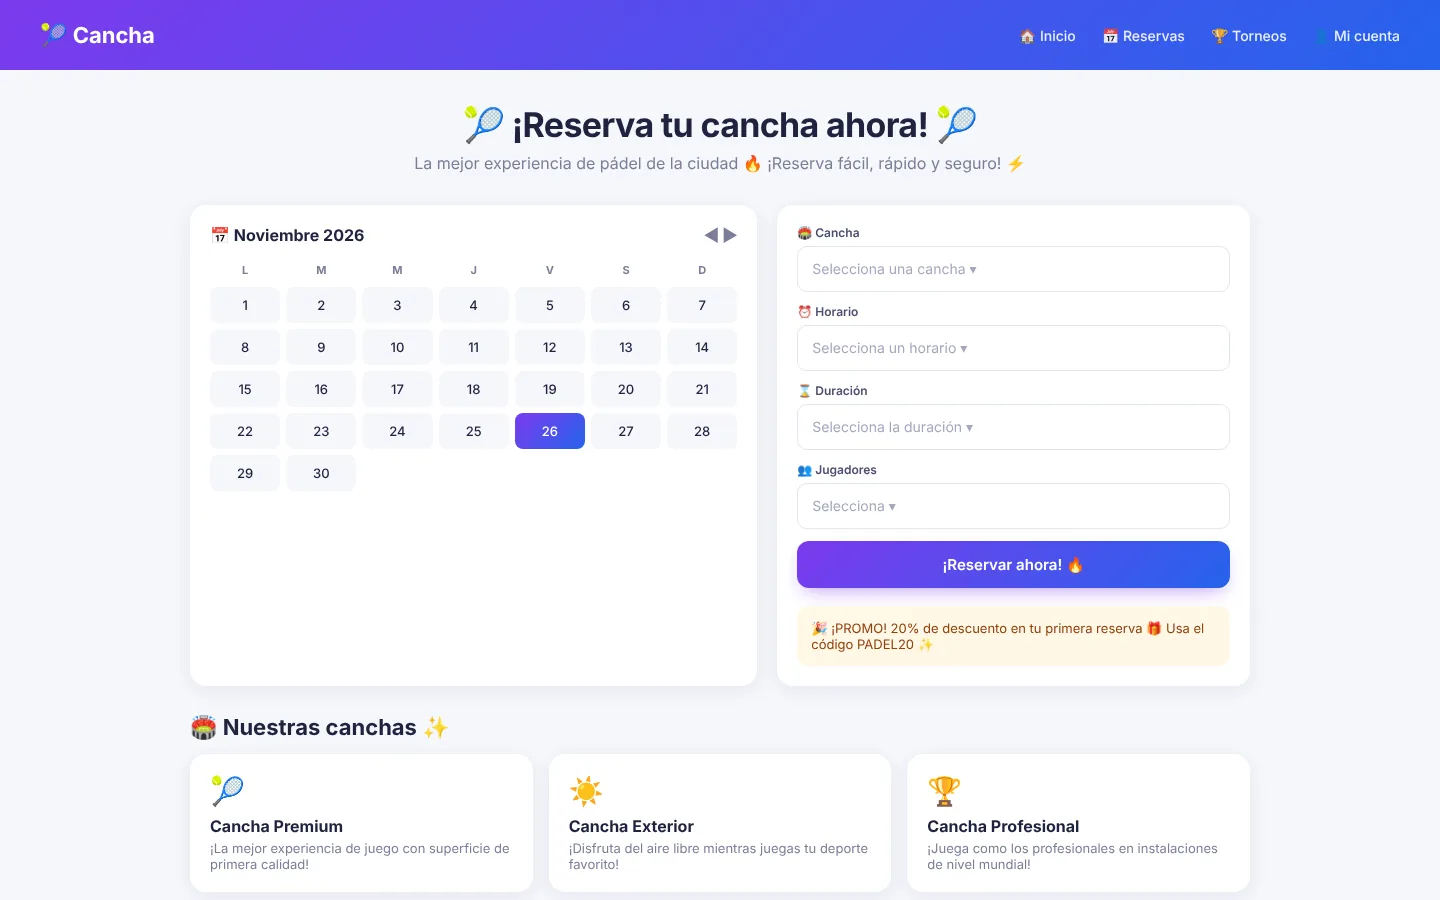 🎾 Cancha
🏠 Inicio
📅 Reservas
🏆 Torneos
👤 Mi cuenta
🎾 ¡Reserva tu cancha ahora! 🎾
La mejor experiencia de pádel de la ciudad 🔥 ¡Reserva fácil, rápido y seguro! ⚡
📅 Noviembre 2026
◀ ▶
L M M J V S D
1 2 3 4 5 6 7
8 9 10 11 12 13 14
15 16 17 18 19 20 21
22 23 24 25 26 27 28
29 30
🏟️ Cancha
Selecciona una cancha ▾
⏰ Horario
Selecciona un horario ▾
⌛ Duración
Selecciona la duración ▾
👥 Jugadores
Selecciona ▾
¡Reservar ahora! 🔥
🎉 ¡PROMO! 20% de descuento en tu primera reserva 🎁 Usa el
código PADEL20 ✨
🏟️ Nuestras canchas ✨
🎾
Cancha Premium
¡La mejor experiencia de juego con superficie de
primera calidad!
☀️
Cancha Exterior
¡Disfruta del aire libre mientras juegas tu deporte
favorito!
🏆
Cancha Profesional
¡Juega como los profesionales en instalaciones
de nivel mundial!